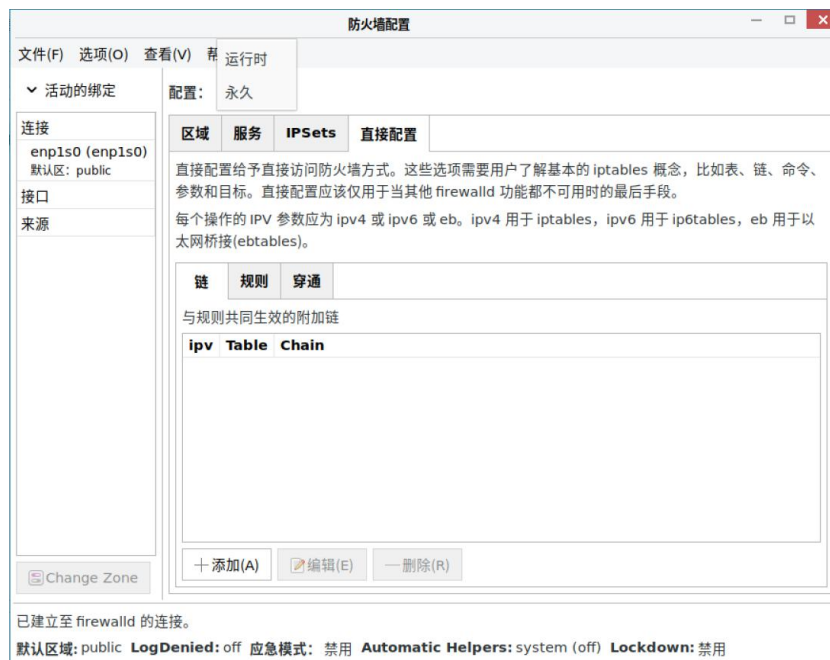 防火墙配置
文件(F) 选项(O) 查看(V) 帮
运行时
永久
活动的绑定
配置：
连接
enp1s0 (enp1s0)
默认区: public
接口
来源
Change Zone
区域 服务 IPSets 直接配置
直接配置给予直接访问防火墙方式。这些选项需要用户了解基本的 iptables 概念，比如表、链、命令、
参数和目标。直接配置应该仅用于当其他 firewalld 功能都不可用时的最后手段。
每个操作的 IPV 参数应为 ipv4 或 ipv6 或 eb。ipv4 用于 iptables，ipv6 用于 ip6tables，eb 用于以
太网桥接(ebtables)。
链 规则 穿通
与规则共同生效的附加链
ipv Table Chain
添加(A) 编辑(E) 删除(R)
已建立至 firewalld 的连接。
默认区域: public LogDenied: off 应急模式： 禁用 Automatic Helpers: system (off) Lockdown: 禁用